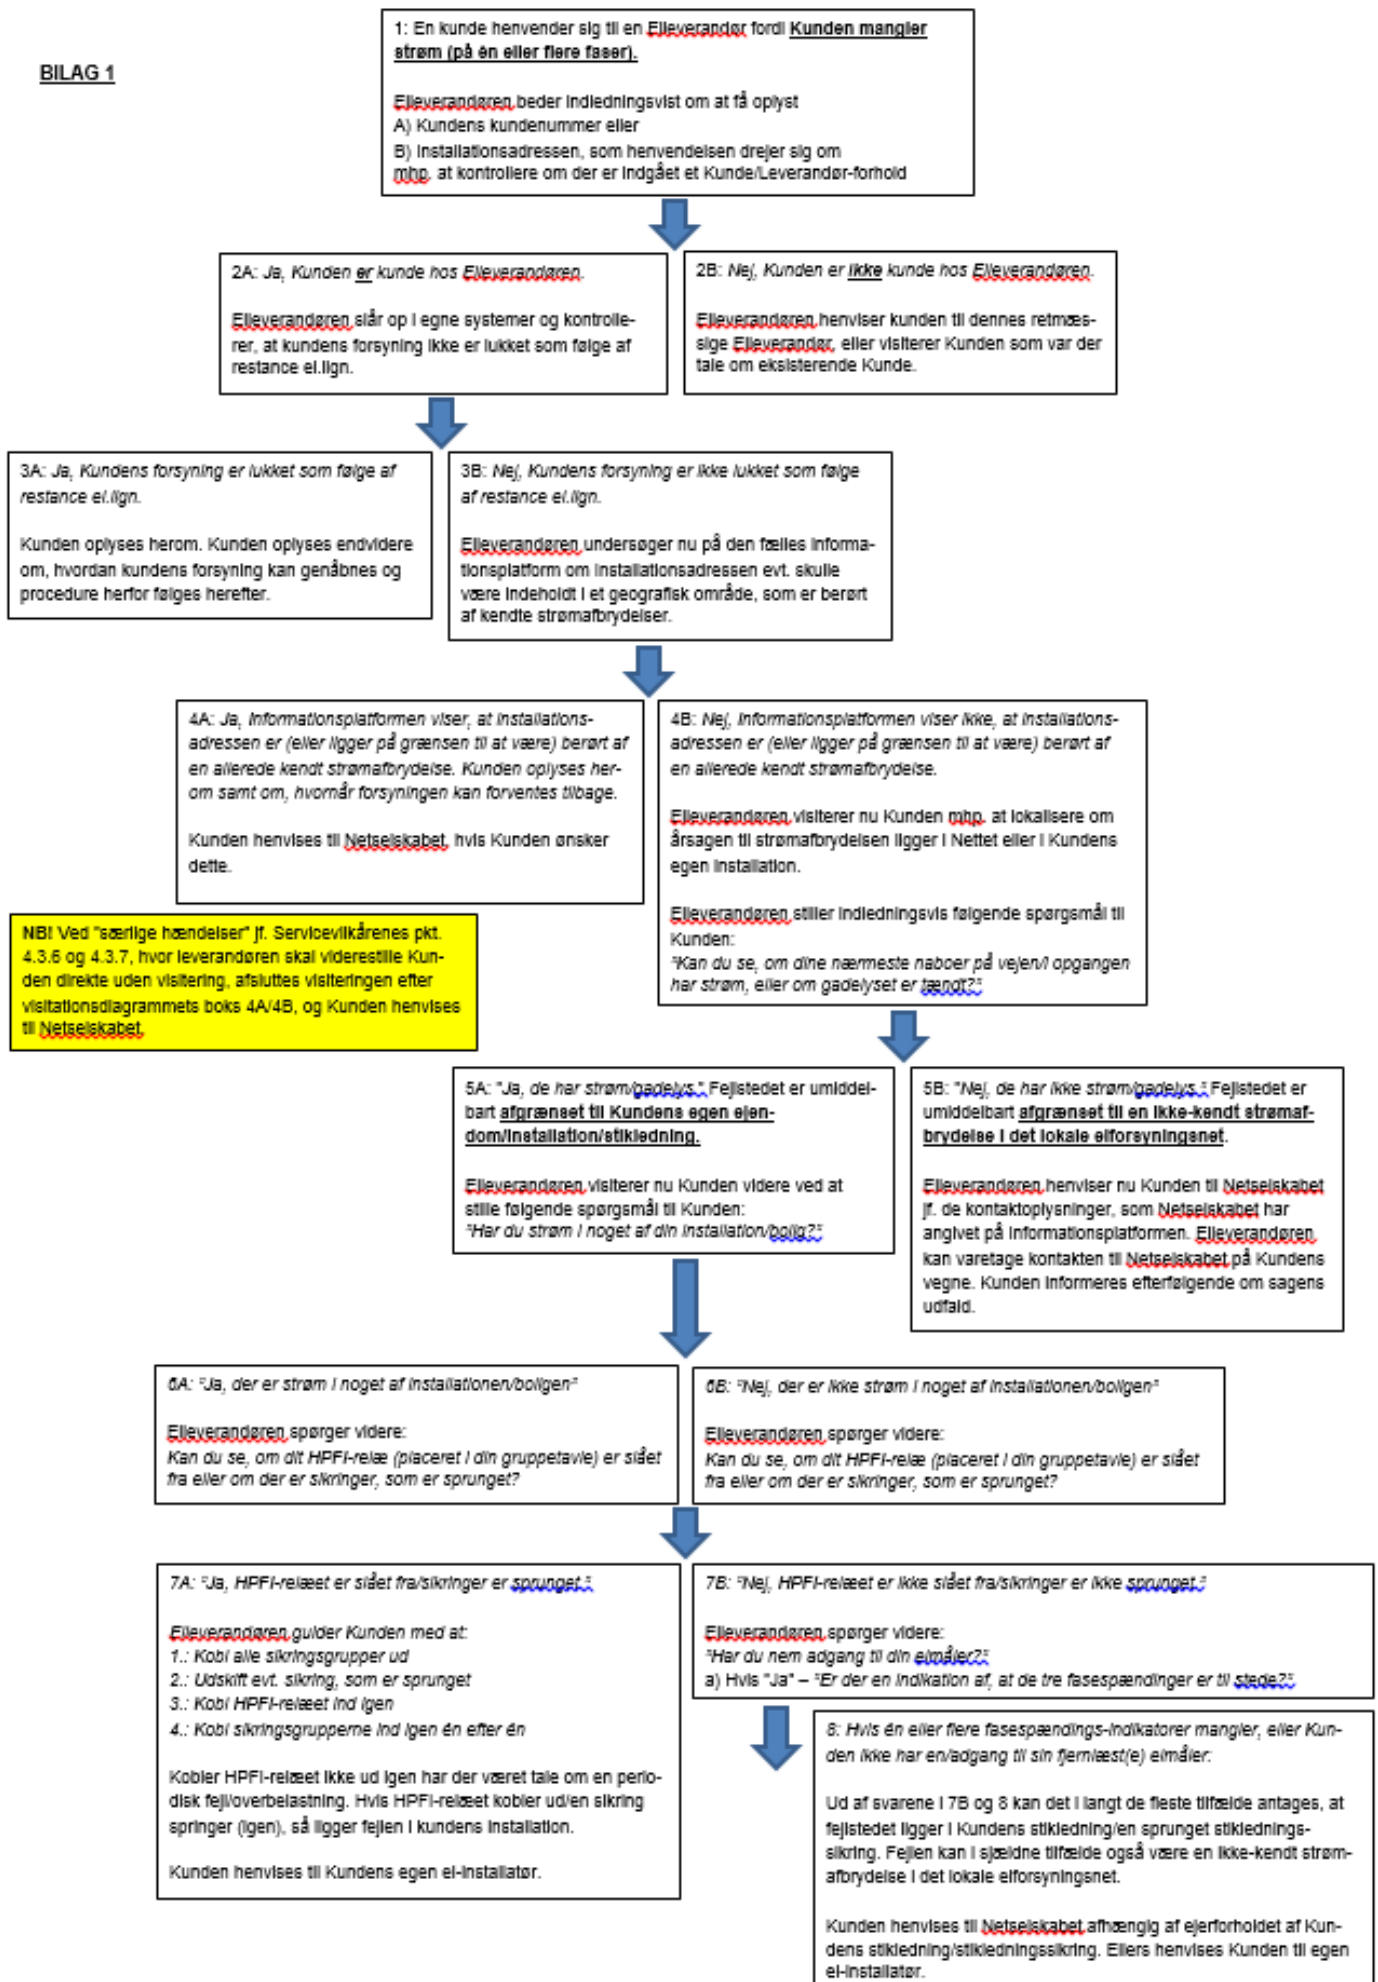 BILAG 1
1: En kunde henvender sig til en Elleverandør fordi Kunden mangler
strøm (på én eller flere faser).
Elleverandøren beder indledningsvist om at få oplyst
A) Kundens kundenummer eller
B) Installationsadressen, som henvendelsen drejer sig om
mhp. at kontrollere om der er indgået et Kunde/Leverandør-forhold
2A: Ja, Kunden er kunde hos Elleverandøren.
Elleverandøren slår op i egne systemer og kontrolle-
rer, at kundens forsyning ikke er lukket som følge af
restance el.lign.
2B: Nej, Kunden er ikke kunde hos Elleverandøren.
Elleverandøren henviser kunden til dennes retmæs-
sige Elleverandør, eller visiterer Kunden som var der
tale om eksisterende Kunde.
3A: Ja, Kundens forsyning er lukket som følge af
restance el.lign.
Kunden oplyses herom. Kunden oplyses endvidere
om, hvordan kundens forsyning kan genåbnes og
procedure herfor følges herefter.
3B: Nej, Kundens forsyning er ikke lukket som følge
af restance el.lign.
Elleverandøren undersøger nu på den fælles informa-
tionsplatform om installationsadressen evt. skulle
være indeholdt i et geografisk område, som er berørt
af kendte strømafbrydelser.
4A: Ja, Informationsplatformen viser, at installations-
adressen er (eller ligger på grænsen til at være) berørt af
en allerede kendt strømafbrydelse. Kunden oplyses her-
om samt om, hvornår forsyningen kan forventes tilbage.
Kunden henvises til Netselskabet, hvis Kunden ønsker
dette.
4B: Nej, Informationsplatformen viser ikke, at installations-
adressen er (eller ligger på grænsen til at være) berørt af
en allerede kendt strømafbrydelse.
Elleverandøren visiterer nu Kunden mhp. at lokalisere om
årsagen til strømafbrydelsen ligger i Nettet eller i Kundens
egen installation.
Elleverandøren stiller indledningsvis følgende spørgsmål til
Kunden:
"Kan du se, om dine nærmeste naboer på vejen/i opgangen
har strøm, eller om gadelyset er tændt?"
NB! Ved "særlige hændelser" jf. Servicevilkårenes pkt.
4.3.6 og 4.3.7, hvor leverandøren skal viderestille Kun-
den direkte uden visitering, afsluttes visiteringen efter
visitationsdiagrammets boks 4A/4B, og Kunden henvises
til Netselskabet.
5A: "Ja, de har strøm/gadelys." Fejlstedet er umiddel-
bart afgrænset til Kundens egen ejen-
dom/installation/stikledning.
Elleverandøren visiterer nu Kunden videre ved at
stille følgende spørgsmål til Kunden:
"Har du strøm i noget af din installation/bolig?"
5B: "Nej, de har ikke strøm/gadelys." Fejlstedet er
umiddelbart afgrænset til en ikke-kendt strømaf-
brydelse i det lokale elforsyningsnet.
Elleverandøren henviser nu Kunden til Netselskabet
jf. de kontaktoplysninger, som Netselskabet har
angivet på informationsplatformen. Elleverandøren
kan varetage kontakten til Netselskabet på Kundens
vegne. Kunden informeres efterfølgende om sagens
udfald.
6A: "Ja, der er strøm i noget af installationen/boligen"
Elleverandøren spørger videre:
Kan du se, om dit HPFI-relæ (placeret i din gruppetavle) er slået
fra eller om der er sikringer, som er sprunget?
6B: "Nej, der er ikke strøm i noget af installationen/boligen"
Elleverandøren spørger videre:
Kan du se, om dit HPFI-relæ (placeret i din gruppetavle) er slået
fra eller om der er sikringer, som er sprunget?
7A: "Ja, HPFI-relæet er slået fra/sikringer er sprunget."
Elleverandøren guider Kunden med at:
1.: Kobl alle sikringsgrupper ud
2.: Udskift evt. sikring, som er sprunget
3.: Kobl HPFI-relæet ind igen
4.: Kobl sikringsgrupperne ind igen én efter én
Kobler HPFI-relæet ikke ud igen har der været tale om en perio-
disk fejl/overbelastning. Hvis HPFI-relæet kobler ud/en sikring
springer (igen), så ligger fejlen i kundens installation.
Kunden henvises til Kundens egen el-installatør.
7B: "Nej, HPFI-relæet er ikke slået fra/sikringer er ikke sprunget."
Elleverandøren spørger videre:
"Har du nem adgang til din elmåler?"
a) Hvis "Ja" – "Er der en indikation af, at de tre fasespændinger er til stede?"
8: Hvis én eller flere fasespændings-indikatorer mangler, eller Kun-
den ikke har en/adgang til sin fjernlæst(e) elmåler:
Ud af svarene i 7B og 8 kan det i langt de fleste tilfælde antages, at
fejlstedet ligger i Kundens stikledning/en sprunget stiklednings-
sikring. Fejlen kan i sjældne tilfælde også være en ikke-kendt strøm-
afbrydelse i det lokale elforsyningsnet.
Kunden henvises til Netselskabet afhængig af ejerforholdet af Kun-
dens stikledning/stikledningssikring. Ellers henvises Kunden til egen
el-installatør.